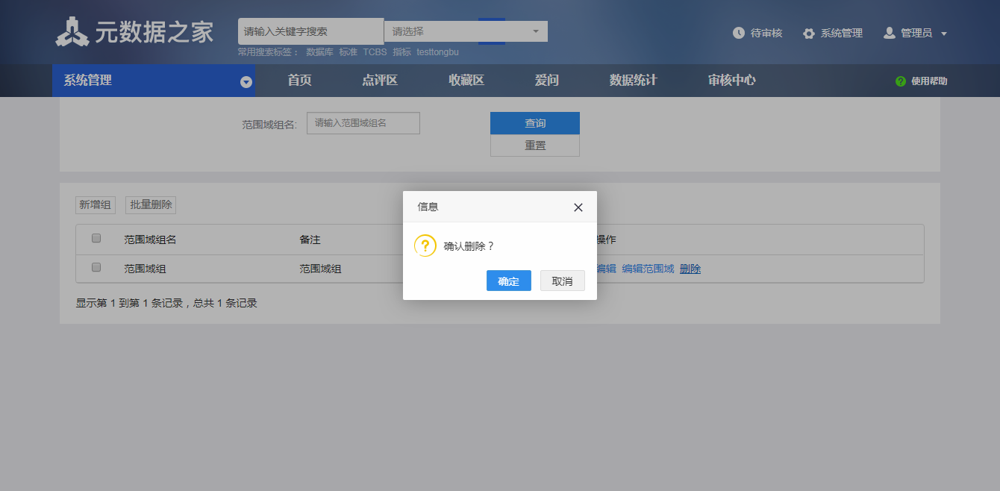 元数据之家
请输入关键字搜索 请选择
待审核 系统管理 管理员
常用搜索标签： 数据库 标准 TCBS 指标 testtongbu
系统管理 首页 点评区 收藏区 爱问 数据统计 审核中心 ? 使用帮助
范围域组名: 请输入范围域组名 查询
重置
新增组 批量删除
信息
范围域组名 备注 操作
确认删除？
范围域组 范围域组 编辑 编辑范围域 删除
确定 取消
显示第 1 到第 1 条记录，总共 1 条记录